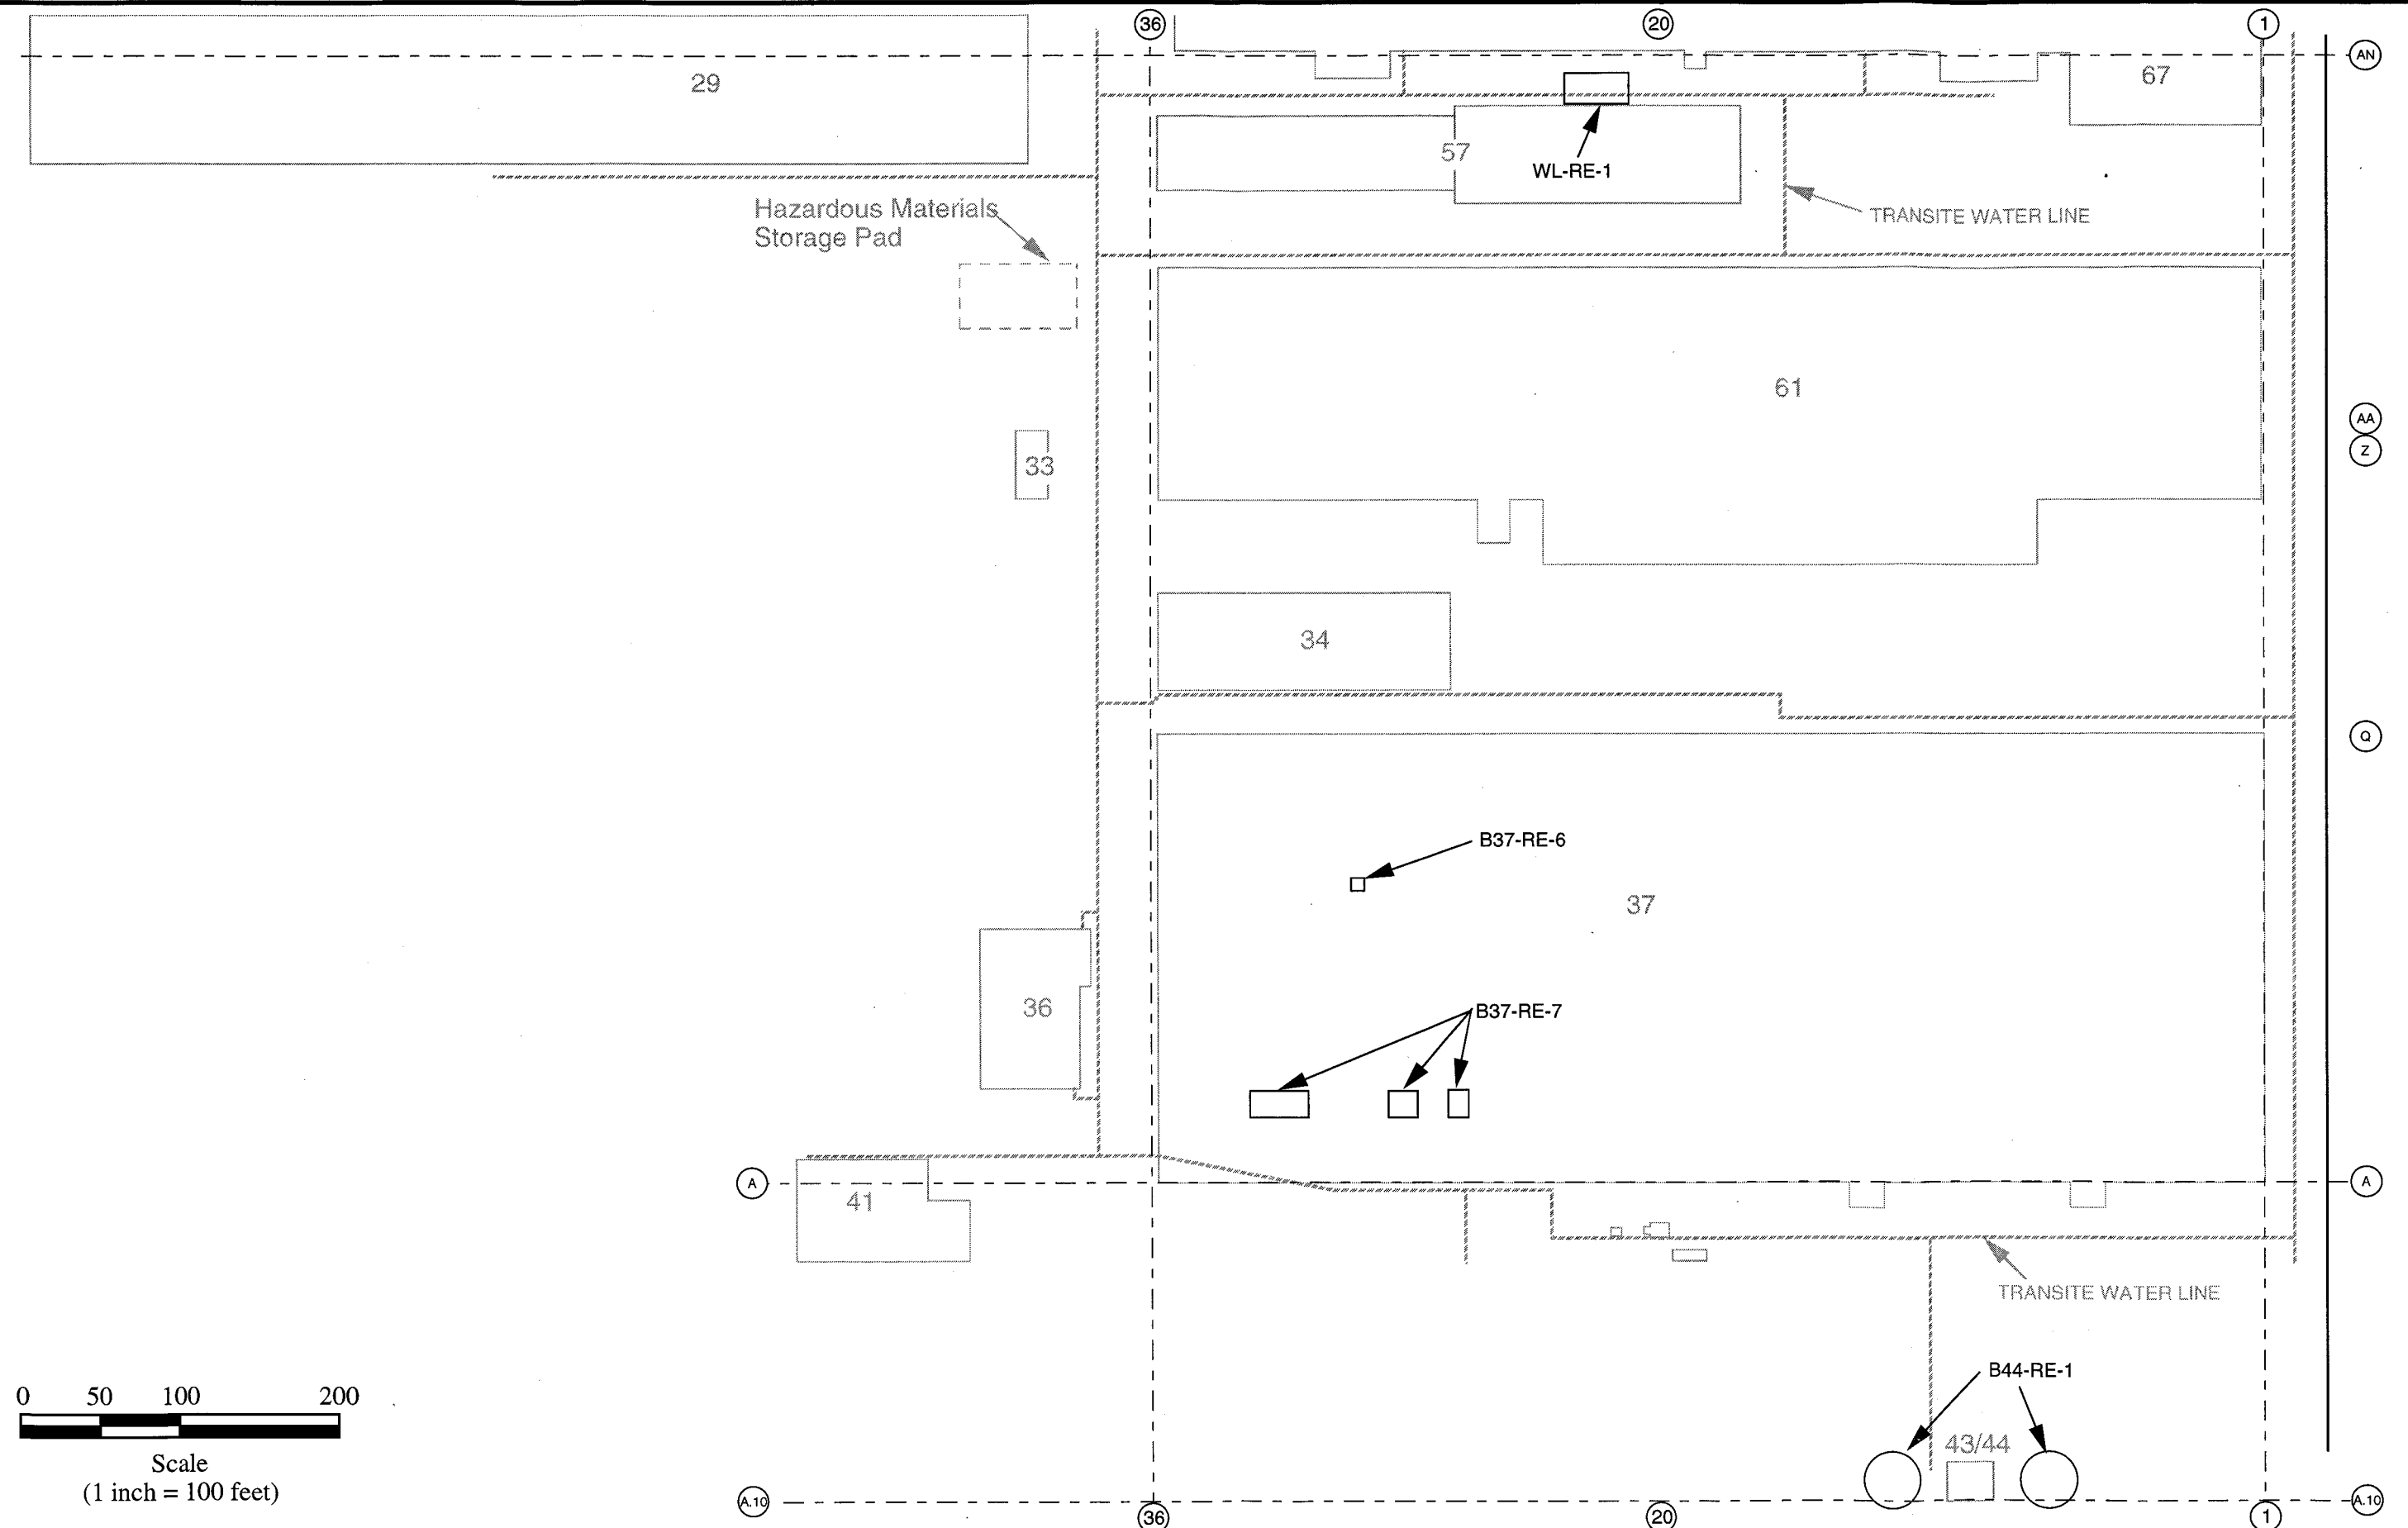 36
20
1
AN
29
67
57
WL-RE-1
Hazardous Materials
Storage Pad
TRANSITE WATER LINE
61
AA
Z
33
34
Q
B37-RE-6
37
B37-RE-7
36
A
41
A
TRANSITE WATER LINE
B44-RE-1
43/44
0 50 100 200
Scale
(1 inch = 100 feet)
A.10
A.10
36
20
1